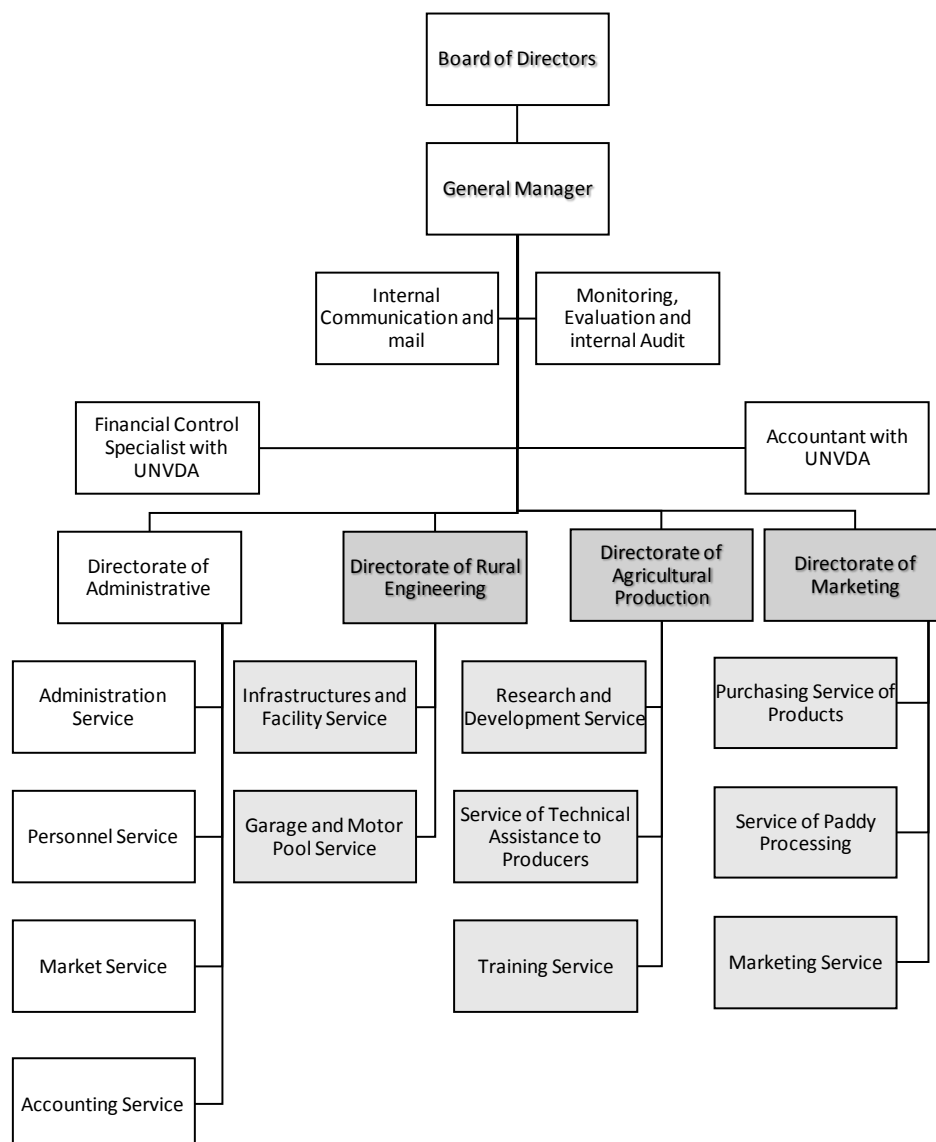 Board of Directors
General Manager
Internal
Communication and
mail
Monitoring,
Evaluation and
internal Audit
Financial Control
Specialist with
UNVDA
Accountant with
UNVDA
Directorate of
Administrative
Directorate of Rural
Engineering
Directorate of
Agricultural
Production
Directorate of
Marketing
Administration
Service
Infrastructures and
Facility Service
Research and
Development Service
Purchasing Service of
Products
Personnel Service
Garage and Motor
Pool Service
Service of Technical
Assistance to
Producers
Service of Paddy
Processing
Market Service
Training Service
Marketing Service
Accounting Service